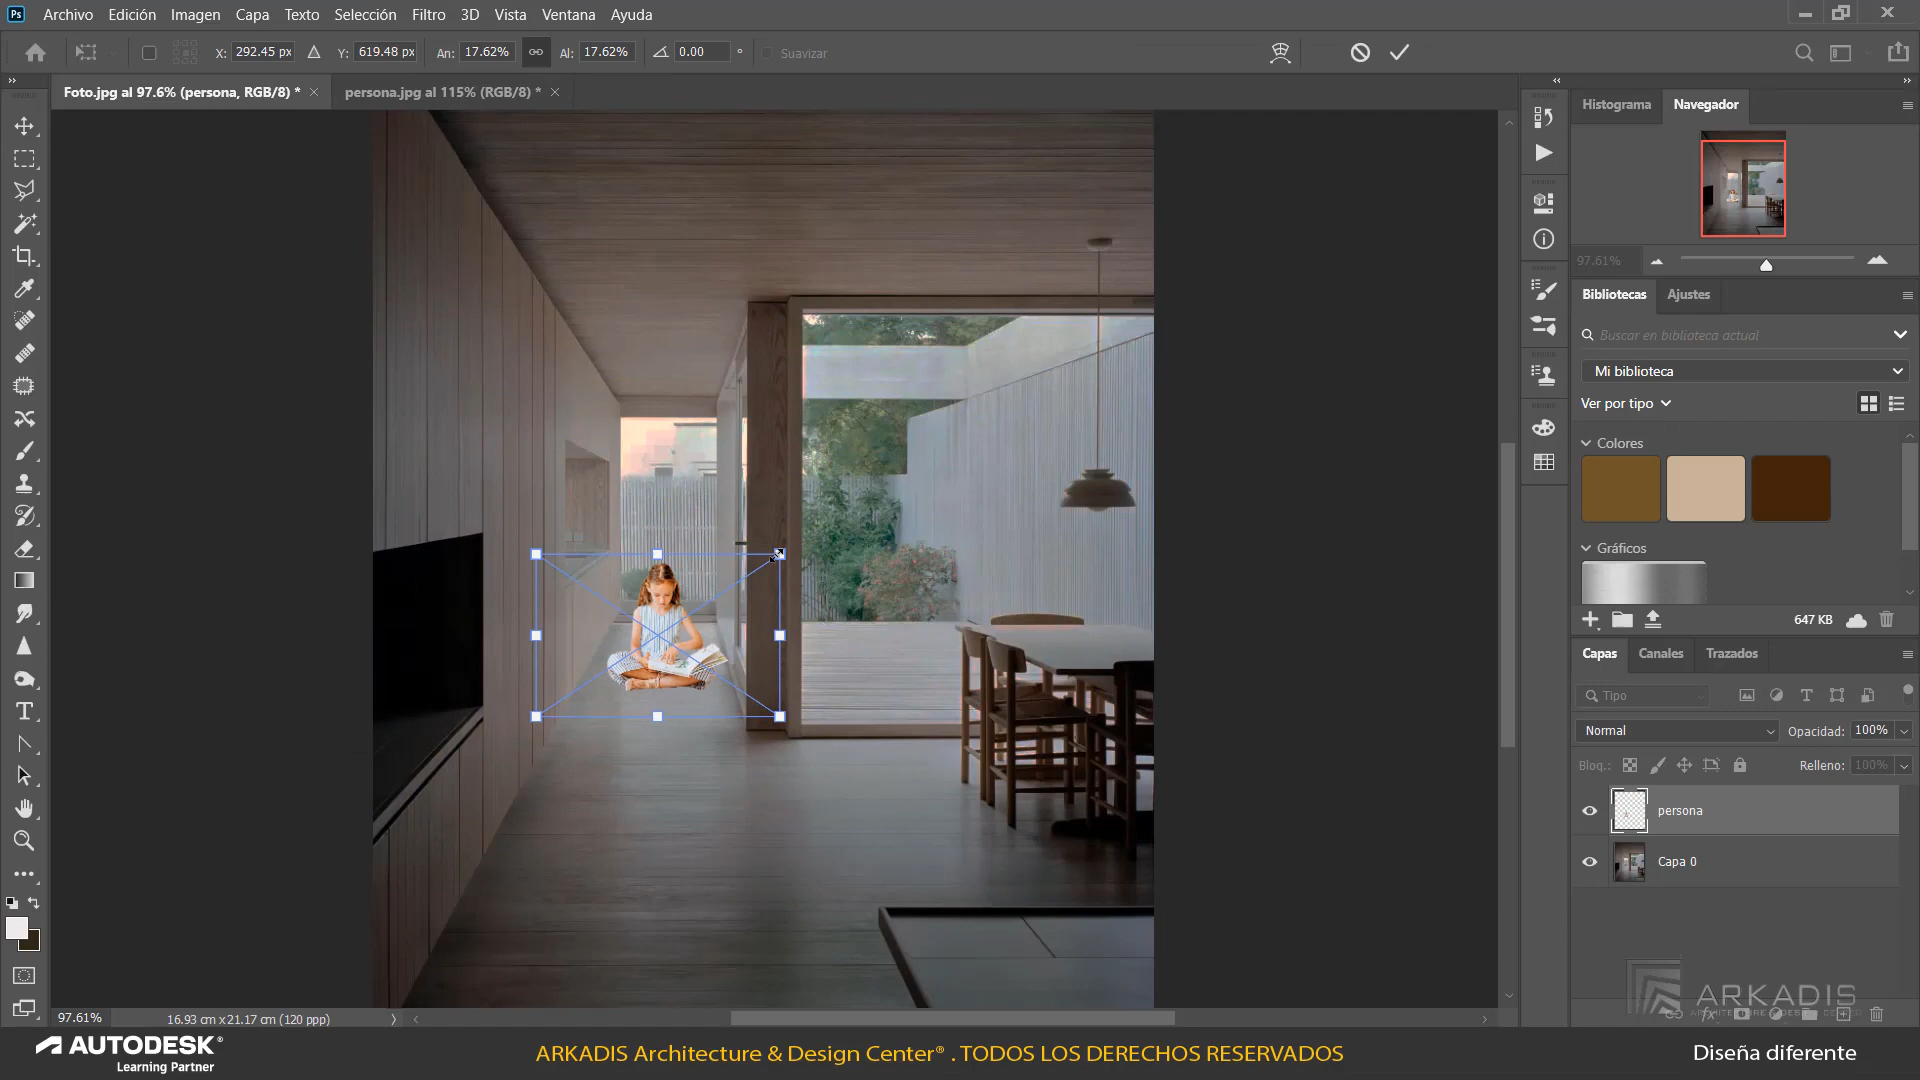 Ps Archivo Edición Imagen Capa Texto Selección Filtro 3D Vista Ventana Ayuda
X: 292.45 px Y: 619.48 px An: 17.62% Al: 17.62% 0.00 ° Suavizar
Foto.jpg al 97.6% (persona, RGB/8) * persona.jpg al 115% (RGB/8) *
Histograma Navegador
97.61%
Bibliotecas Ajustes
Buscar en biblioteca actual
Mi biblioteca
Ver por tipo
Colores
Gráficos
647 KB
Capas Canales Trazados
Tipo
Normal Opacidad: 100%
Bloq.: Relleno: 100%
persona
Capa 0
ARKADIS
97.61% 16.93 cm x 21.17 cm (120 ppp)
AUTODESK®
Learning Partner
ARKADIS Architecture & Design Center® . TODOS LOS DERECHOS RESERVADOS
Diseña diferente